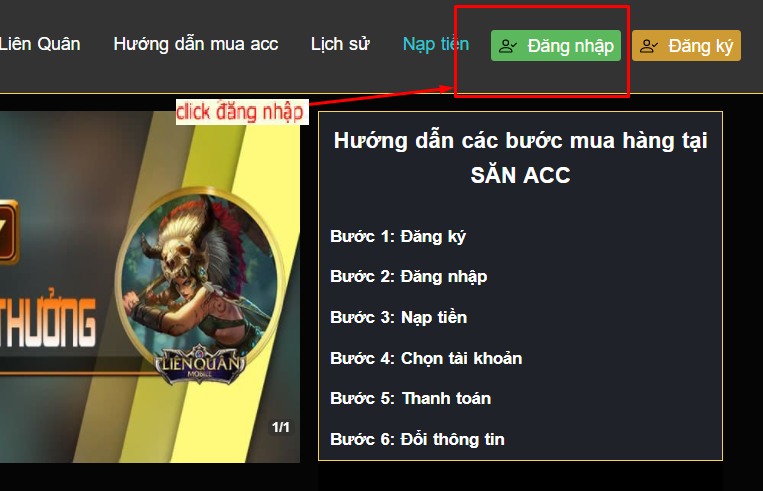 Liên Quân Hướng dẫn mua acc Lịch sử Nạp tiền Đăng nhập Đăng ký
click đăng nhập
Hướng dẫn các bước mua hàng tại
SĂN ACC
Bước 1: Đăng ký
Bước 2: Đăng nhập
THƯỞNG
Bước 3: Nạp tiền
LIÊN QUÂN
MOBILE
Bước 4: Chọn tài khoản
Bước 5: Thanh toán
1/1
Bước 6: Đổi thông tin